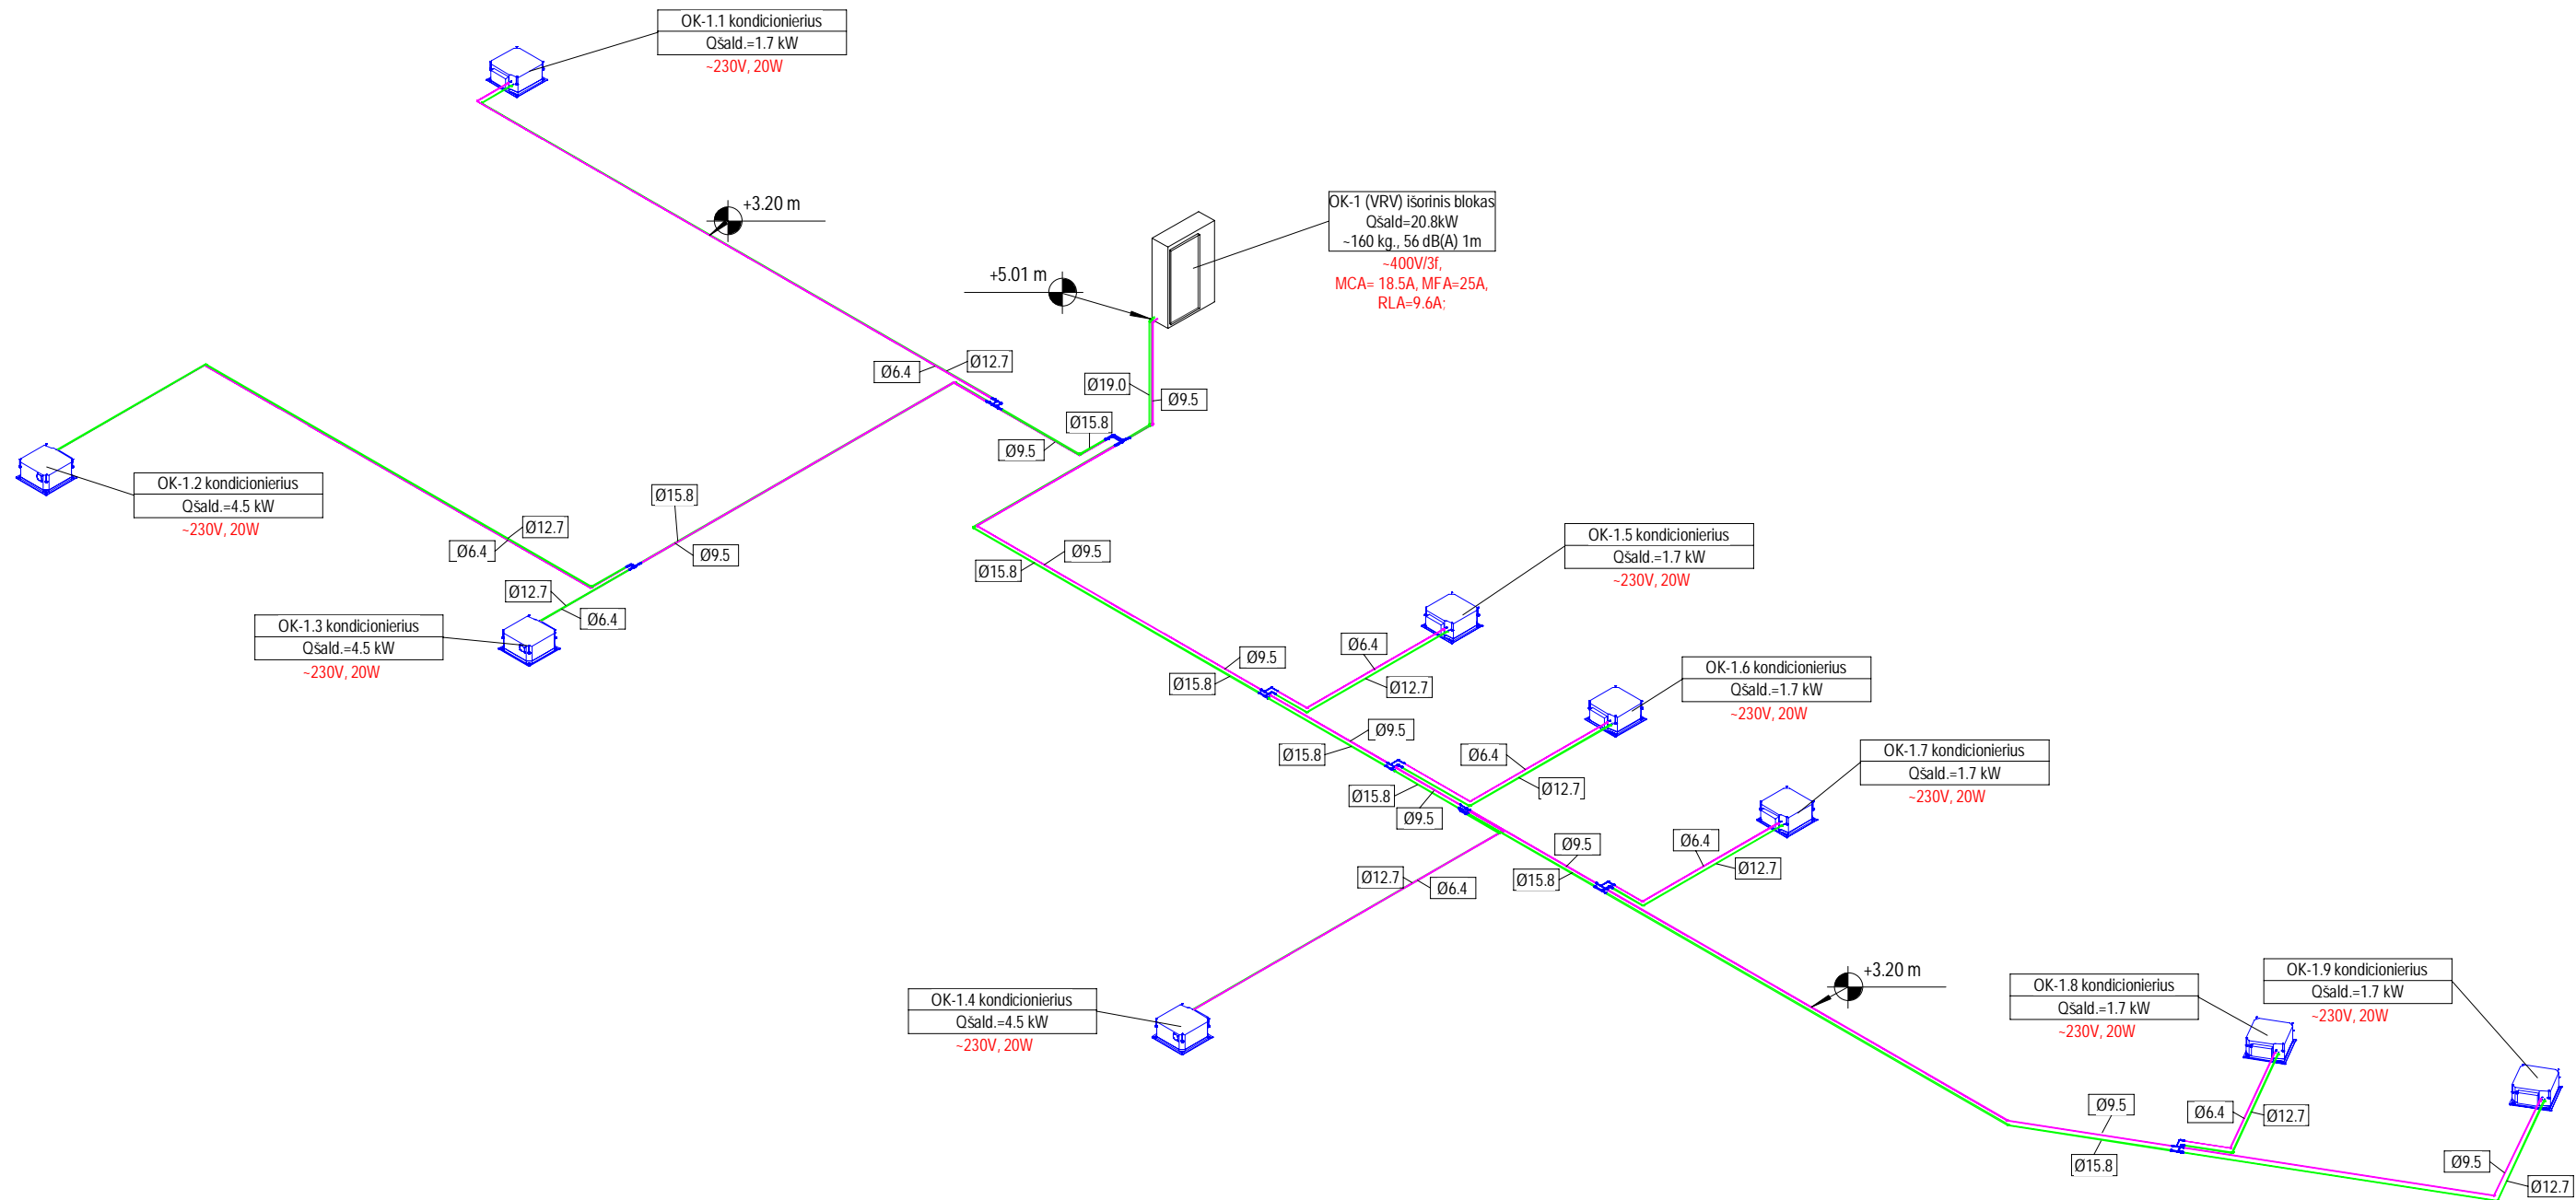 OK-1.1 kondicionierius
Qšald.=1.7 kW
~230V, 20W
+3.20 m
OK-1 (VRV) išorinis blokas
Qšald=20.8kW
~160 kg., 56 dB(A) 1m
~400V/3f,
MCA= 18.5A, MFA=25A,
RLA=9.6A;
+5.01 m
Ø12.7
Ø6.4
Ø19.0
Ø9.5
Ø15.8
Ø9.5
OK-1.2 kondicionierius
Qšald.=4.5 kW
~230V, 20W
Ø15.8
Ø12.7
Ø6.4
Ø9.5
Ø12.7
Ø6.4
OK-1.3 kondicionierius
Qšald.=4.5 kW
~230V, 20W
Ø9.5
Ø15.8
OK-1.5 kondicionierius
Qšald.=1.7 kW
~230V, 20W
Ø6.4
Ø9.5
Ø15.8
Ø12.7
OK-1.6 kondicionierius
Qšald.=1.7 kW
~230V, 20W
Ø9.5
Ø15.8
Ø6.4
Ø12.7
Ø15.8
Ø9.5
OK-1.7 kondicionierius
Qšald.=1.7 kW
~230V, 20W
Ø9.5
Ø6.4
Ø12.7
Ø15.8
Ø12.7
Ø6.4
OK-1.4 kondicionierius
Qšald.=4.5 kW
~230V, 20W
+3.20 m
OK-1.8 kondicionierius
Qšald.=1.7 kW
~230V, 20W
OK-1.9 kondicionierius
Qšald.=1.7 kW
~230V, 20W
Ø9.5
Ø6.4
Ø12.7
Ø15.8
Ø9.5
Ø12.7